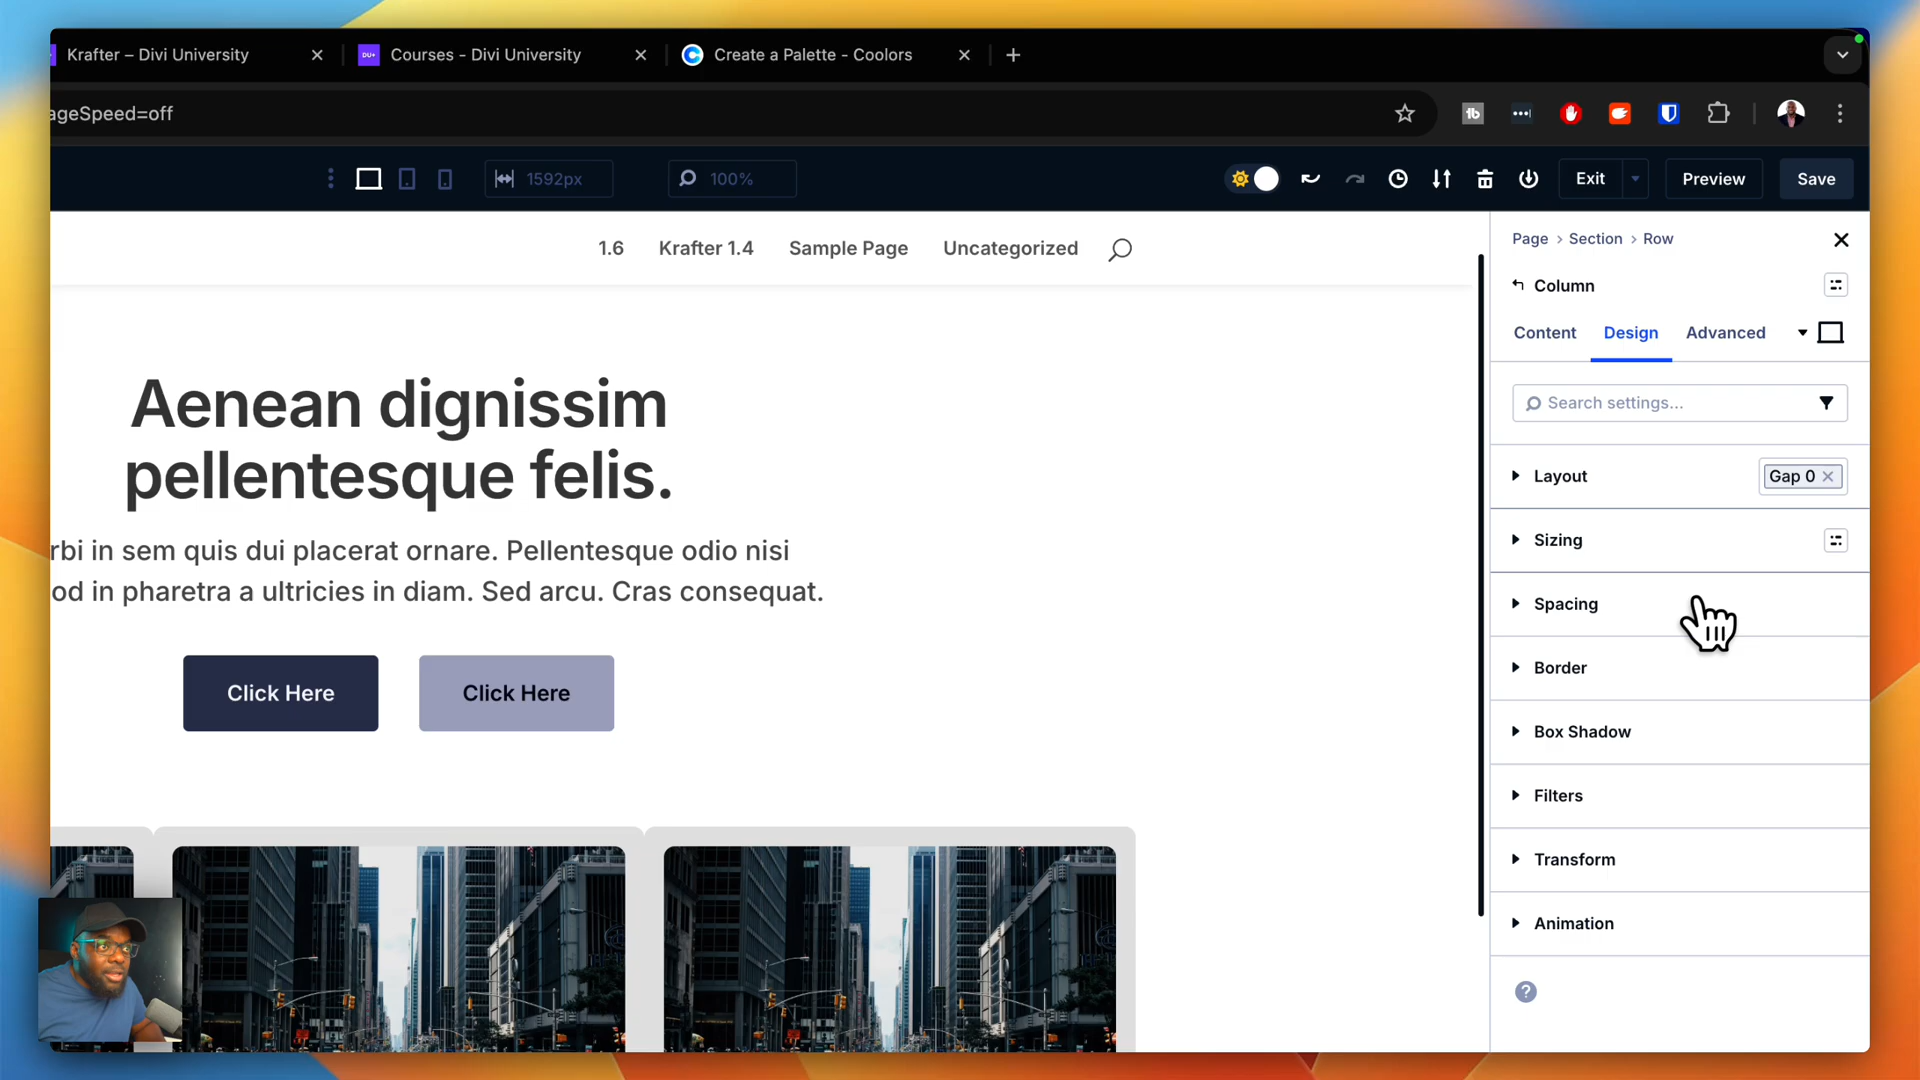 Krafter – Divi University
DU+
Courses - Divi University
Create a Palette - Coolors
ageSpeed=off
tb
1592px
100%
Exit
Preview
Save
1.6
Krafter 1.4
Sample Page
Uncategorized
Page
Section
Row
Column
Content
Design
Advanced
Search settings...
Layout
Gap 0
Sizing
Spacing
Border
Box Shadow
Filters
Transform
Animation
?
Aenean dignissim
pellentesque felis.
rbi in sem quis dui placerat ornare. Pellentesque odio nisi
od in pharetra a ultricies in diam. Sed arcu. Cras consequat.
Click Here
Click Here